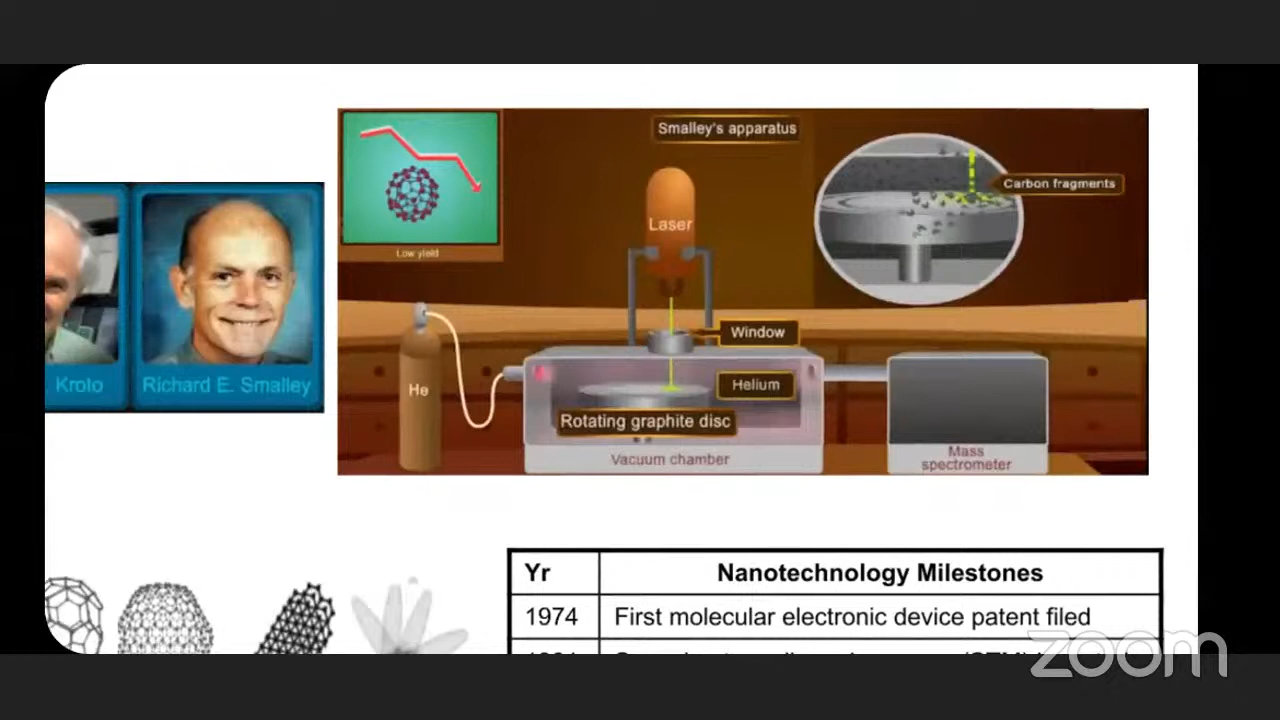 Smalley's apparatus
Carbon fragments
Laser
Low yield
Window
. Kroto
Richard E. Smalley
He
Helium
Rotating graphite disc
Vacuum chamber
Mass
spectrometer
Yr Nanotechnology Milestones
1974 First molecular electronic device patent filed
zoom